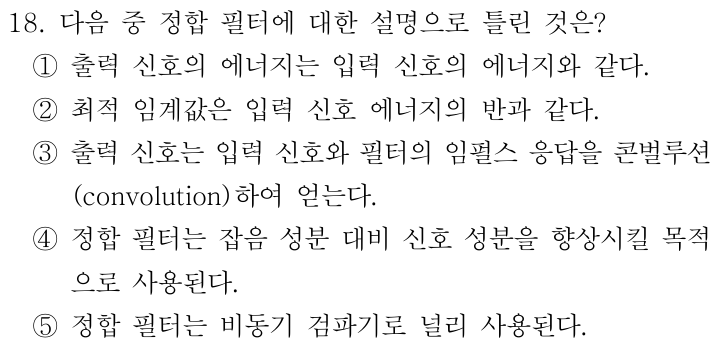 18. 다음 중 정합 필터에 대한 설명으로 틀린 것은?
① 출력 신호의 에너지는 입력 신호의 에너지와 같다.
② 최적 임계값은 입력 신호 에너지의 반과 같다.
③ 출력 신호는 입력 신호와 필터의 임펄스 응답을 콘벌루션
(convolution)하여 얻는다.
④ 정합 필터는 잡음 성분 대비 신호 성분을 향상시킬 목적
으로 사용된다.
⑤ 정합 필터는 비동기 검파기로 널리 사용된다.